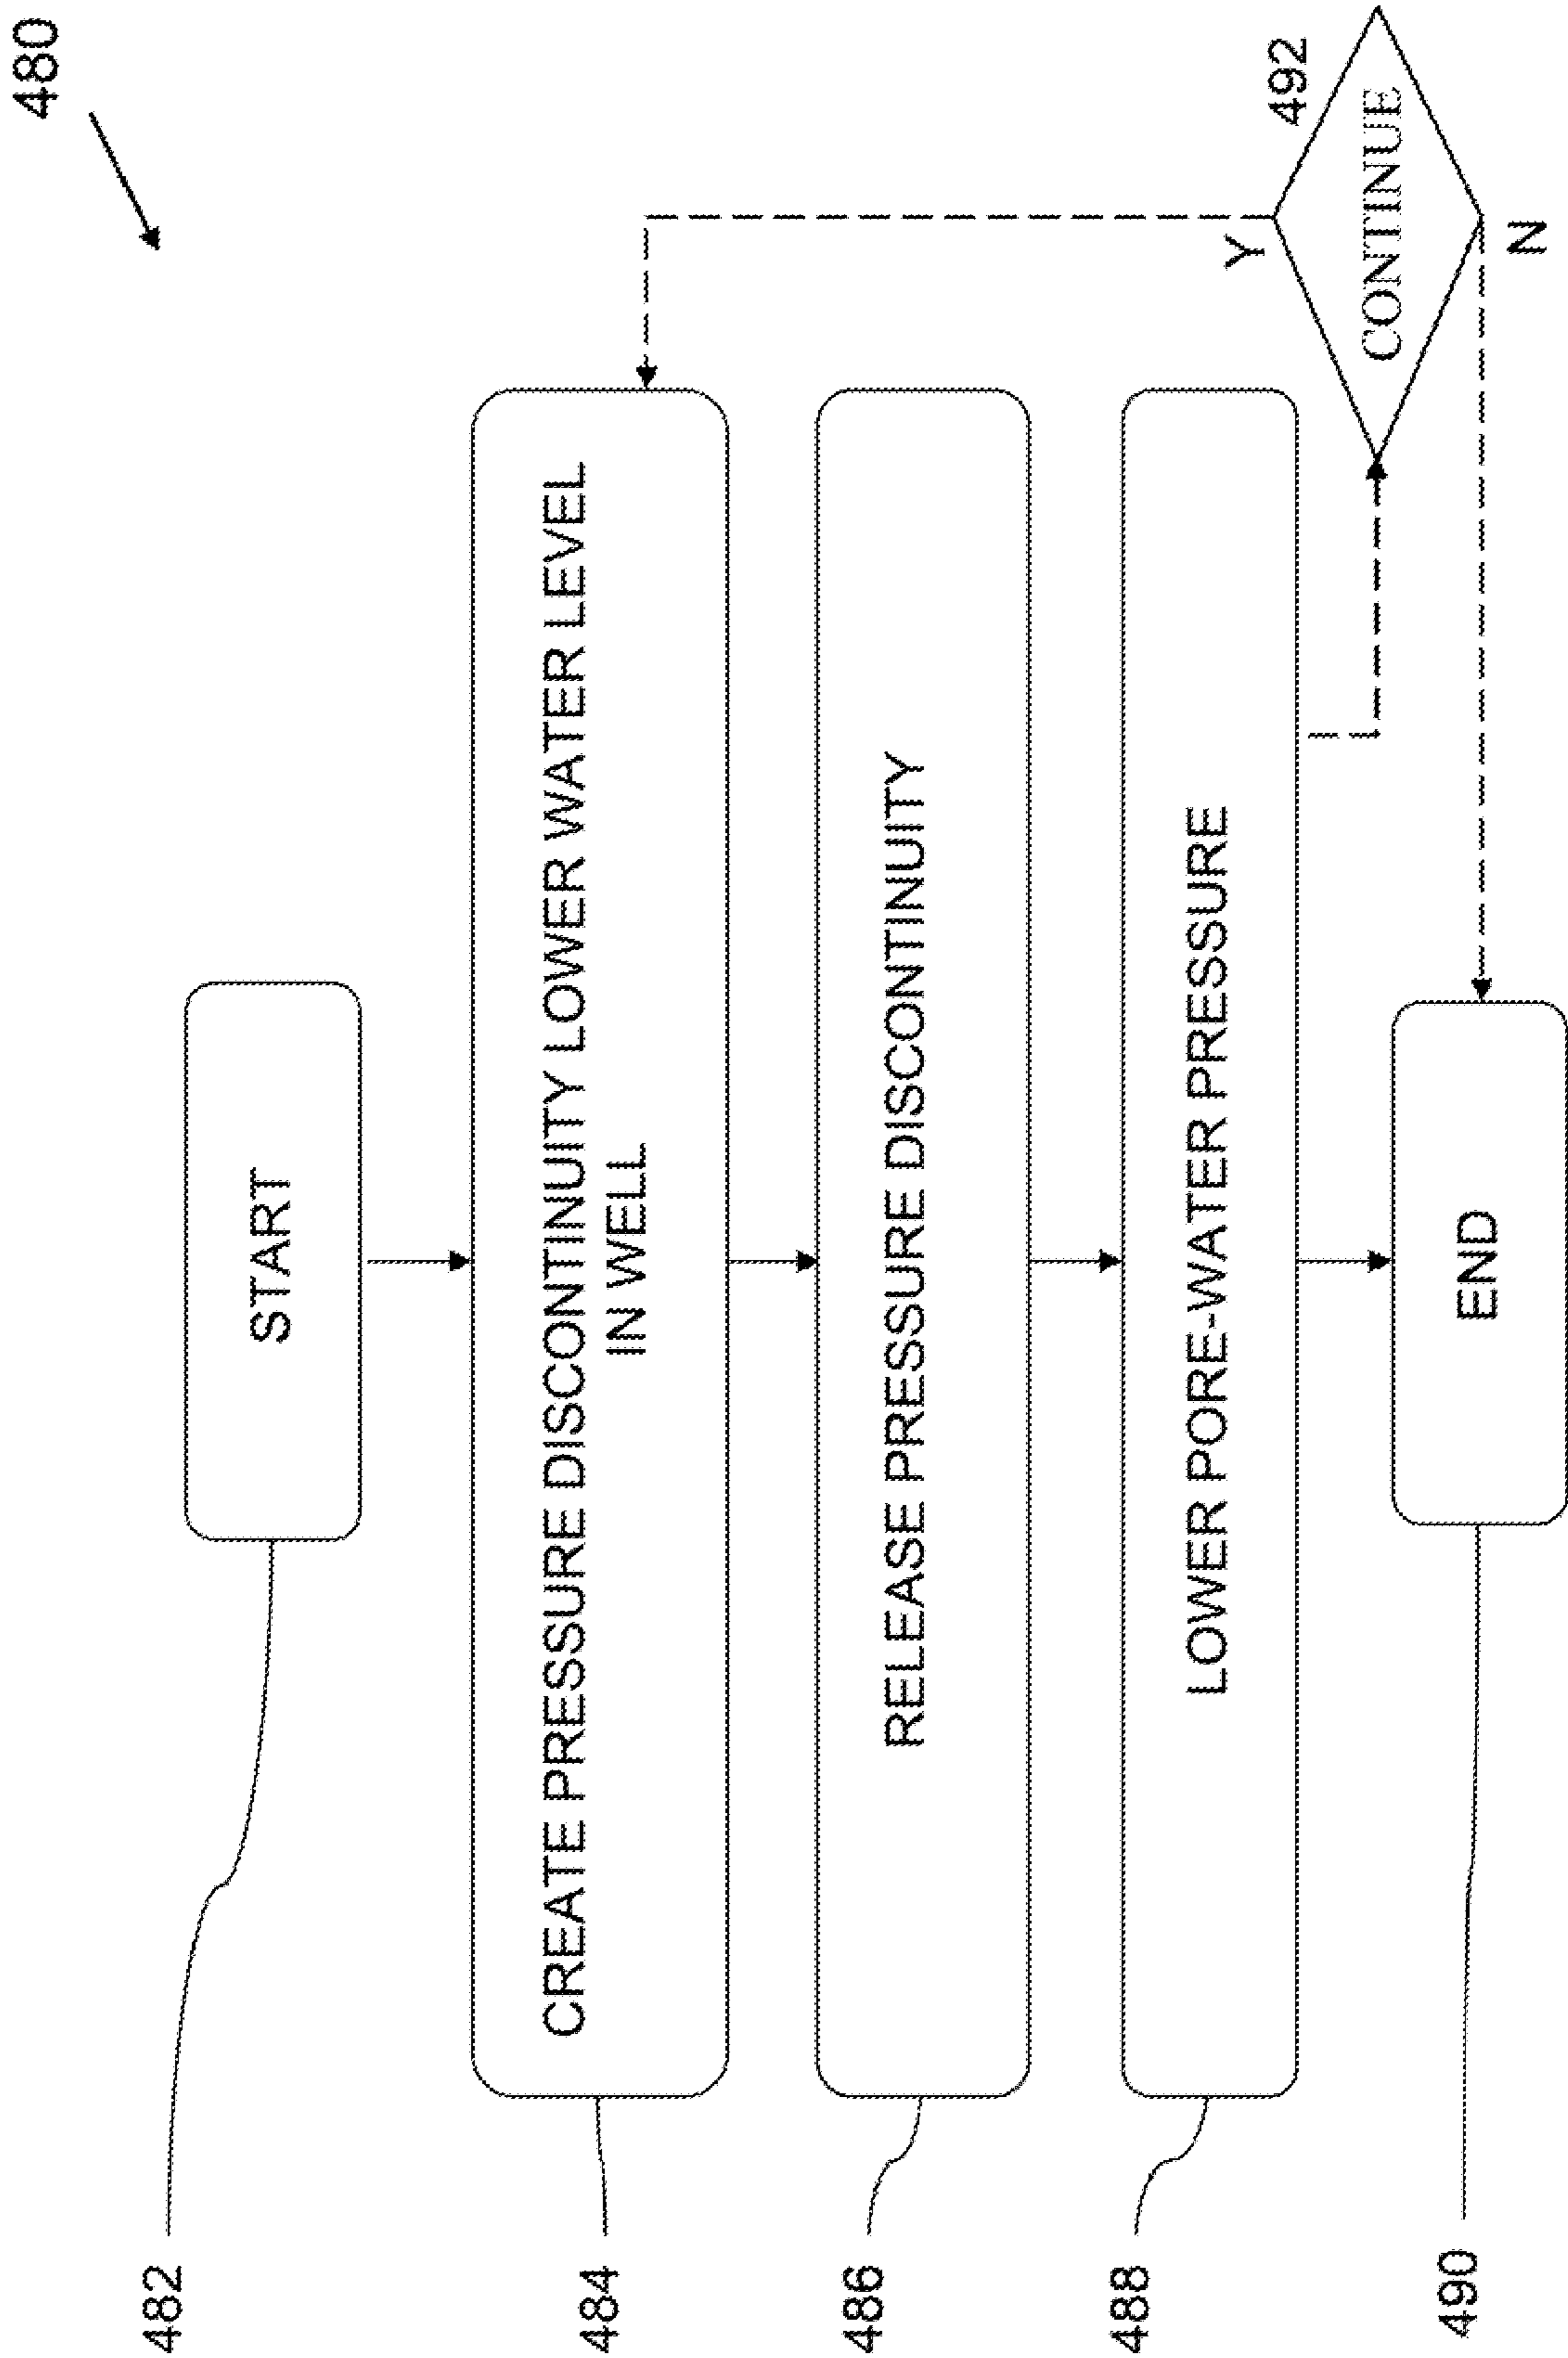 480
482
START
484
CREATE PRESSURE DISCONTINUITY LOWER WATER LEVEL
IN WELL
486
RELEASE PRESSURE DISCONTINUITY
488
LOWER PORE-WATER PRESSURE
Y
492
CONTINUE
N
490
END